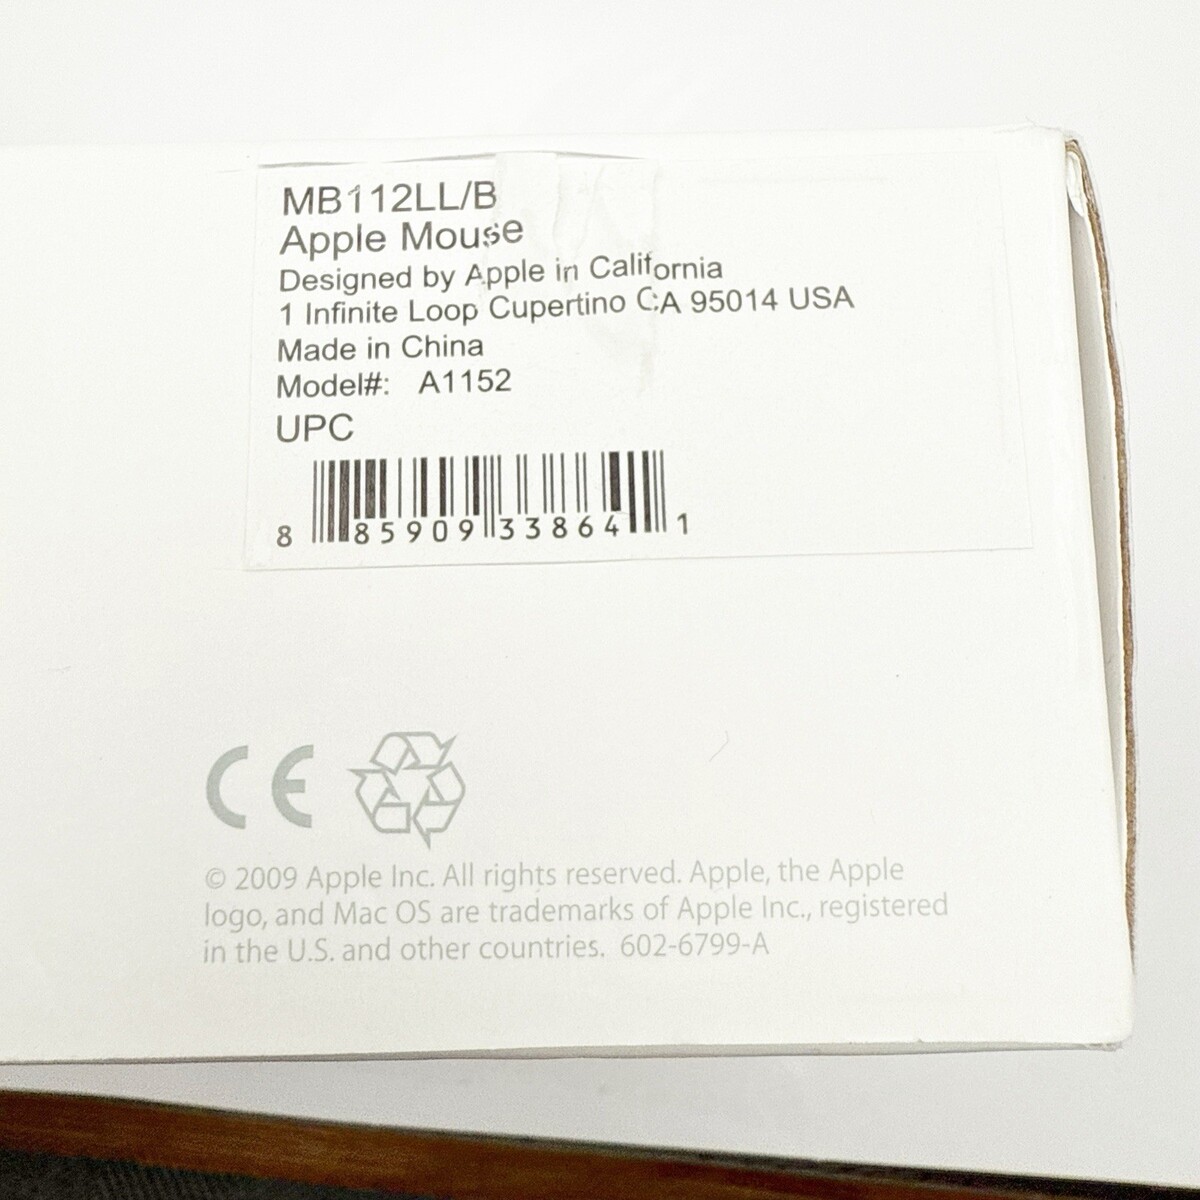 MB112LL/B
Apple Mouse
Designed by Apple in California
1 Infinite Loop Cupertino CA 95014 USA
Made in China
Model#: A1152
UPC
8 85909 33864 1
CE
© 2009 Apple Inc. All rights reserved. Apple, the Apple
logo, and Mac OS are trademarks of Apple Inc., registered
in the U.S. and other countries. 602-6799-A